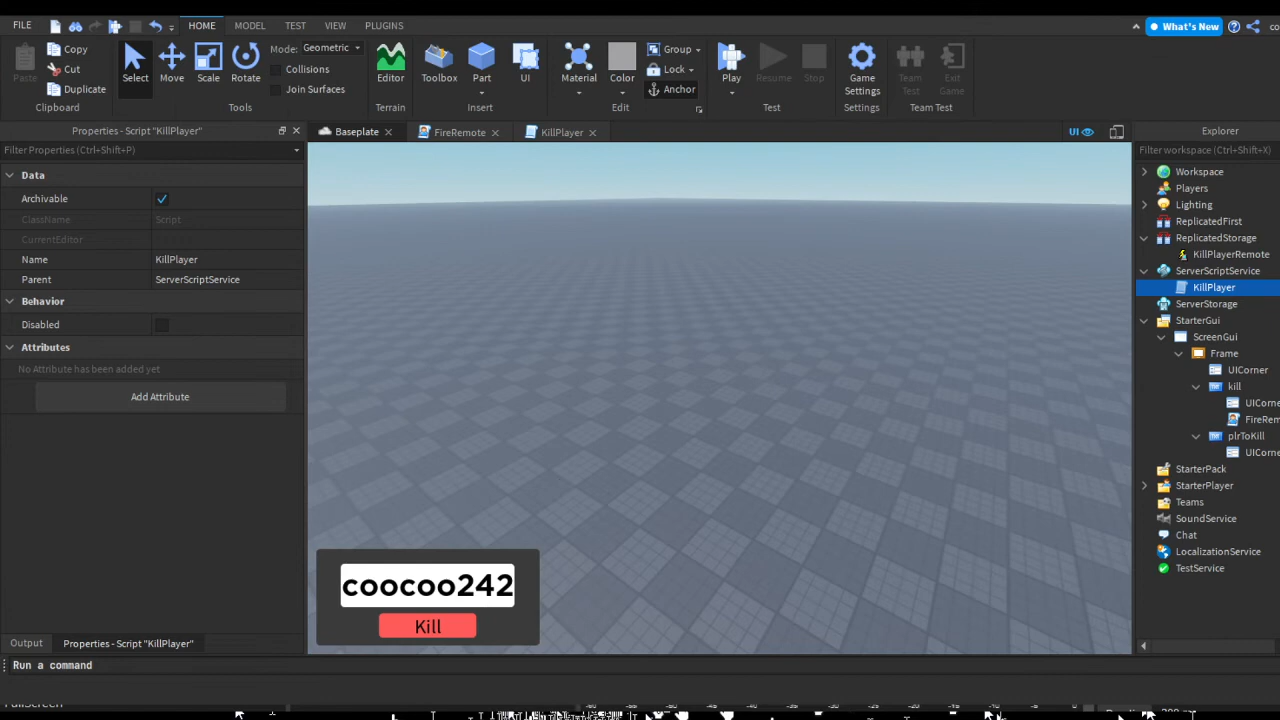 FILE HOME MODEL TEST VIEW PLUGINS What's New co
Paste Copy Cut Duplicate Select Move Scale Rotate Mode: Geometric Collisions Join Surfaces Editor Toolbox Part UI Material Color Group Lock Anchor Play Resume Stop Game Settings Team Test Exit Game
Clipboard Tools Terrain Insert Edit Test Settings Team Test
Properties - Script "KillPlayer"
Filter Properties (Ctrl+Shift+P)
Data
Archivable
ClassName Script
CurrentEditor
Name KillPlayer
Parent ServerScriptService
Behavior
Disabled
Attributes
No Attribute has been added yet
Add Attribute
Output Properties - Script "KillPlayer"
Run a command
Baseplate FireRemote KillPlayer UI
coocoo242
Kill
Explorer
Filter workspace (Ctrl+Shift+X)
Workspace
Players
Lighting
ReplicatedFirst
ReplicatedStorage
KillPlayerRemote
ServerScriptService
KillPlayer
ServerStorage
StarterGui
ScreenGui
Frame
UICorner
kill
UICorne
FireRem
plrToKill
UICorne
StarterPack
StarterPlayer
Teams
SoundService
Chat
LocalizationService
TestService